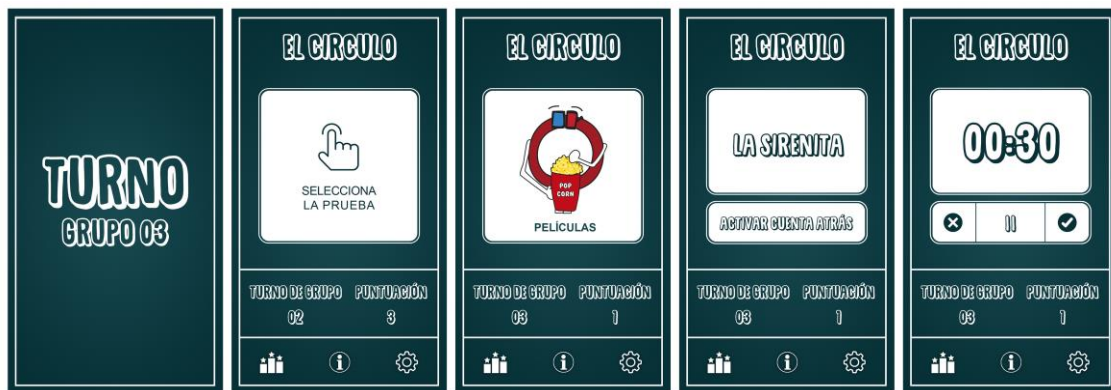 TURNO
GRUPO 03
EL CIRCULO
SELECCIONA
LA PRUEBA
TURNO DE GRUPO PUNTUACIÓN
02 3
EL CIRCULO
POP
CORN
PELÍCULAS
TURNO DE GRUPO PUNTUACIÓN
03 1
EL CIRCULO
LA SIRENITA
ACTIVAR CUENTA ATRÁS
TURNO DE GRUPO PUNTUACIÓN
03 1
EL CIRCULO
00:30
TURNO DE GRUPO PUNTUACIÓN
03 1